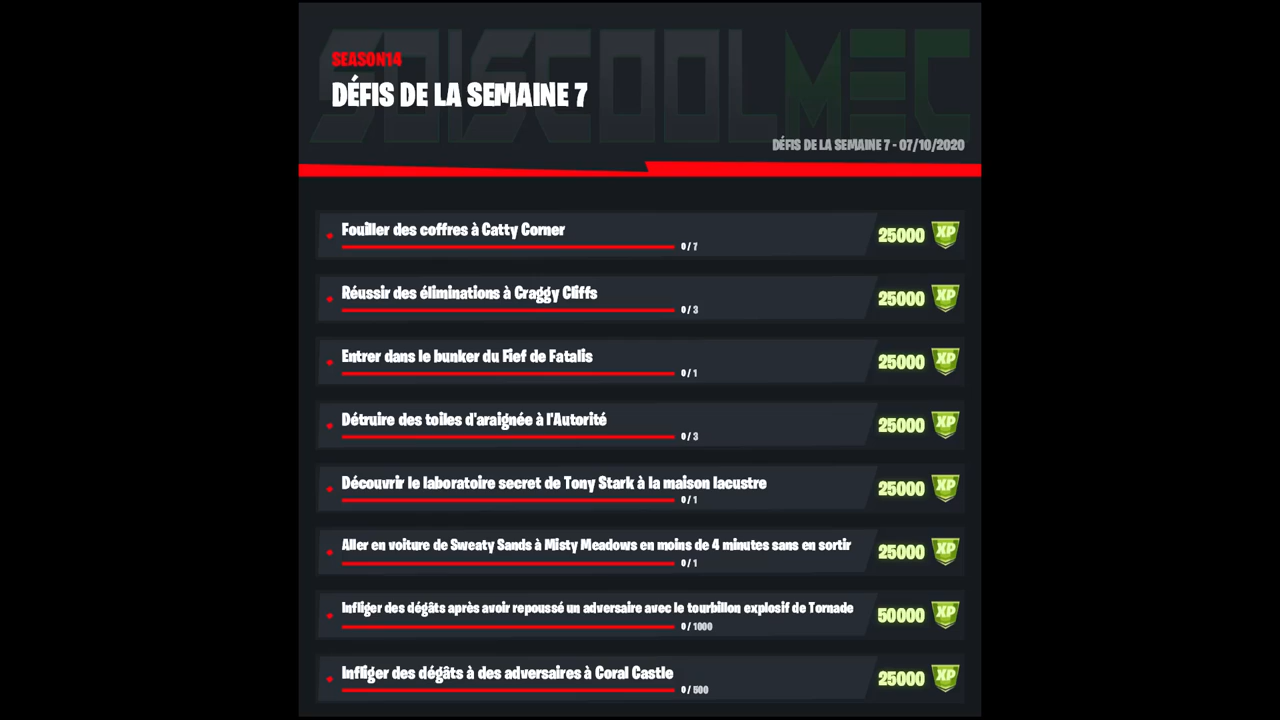 SOISCOOLMEC
SEASON14
DÉFIS DE LA SEMAINE 7
DÉFIS DE LA SEMAINE 7 - 07/10/2020
Fouiller des coffres à Catty Corner
0 / 7
25000 XP
Réussir des éliminations à Craggy Cliffs
0 / 3
25000 XP
Entrer dans le bunker du Fief de Fatalis
0 / 1
25000 XP
Détruire des toiles d'araignée à l'Autorité
0 / 3
25000 XP
Découvrir le laboratoire secret de Tony Stark à la maison lacustre
0 / 1
25000 XP
Aller en voiture de Sweaty Sands à Misty Meadows en moins de 4 minutes sans en sortir
0 / 1
25000 XP
Infliger des dégâts après avoir repoussé un adversaire avec le tourbillon explosif de Tornade
0 / 1000
50000 XP
Infliger des dégâts à des adversaires à Coral Castle
0 / 500
25000 XP